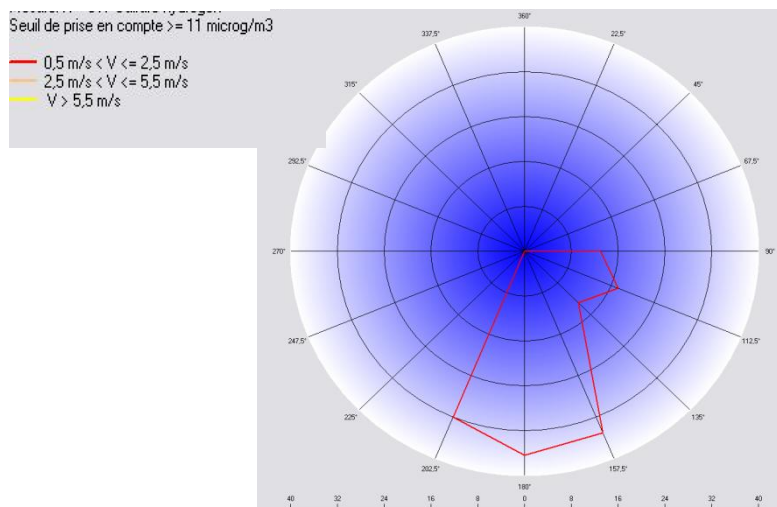 Seuil de prise en compte >= 11 microg/m3
0,5 m/s < V <= 2,5 m/s
2,5 m/s < V <= 5,5 m/s
V > 5,5 m/s
360°
337,5° 22,5°
315° 45°
292,5° 67,5°
270° 90°
247,5° 112,5°
225° 135°
202,5° 157,5°
180°
40 32 24 16 8 0 8 16 24 32 40